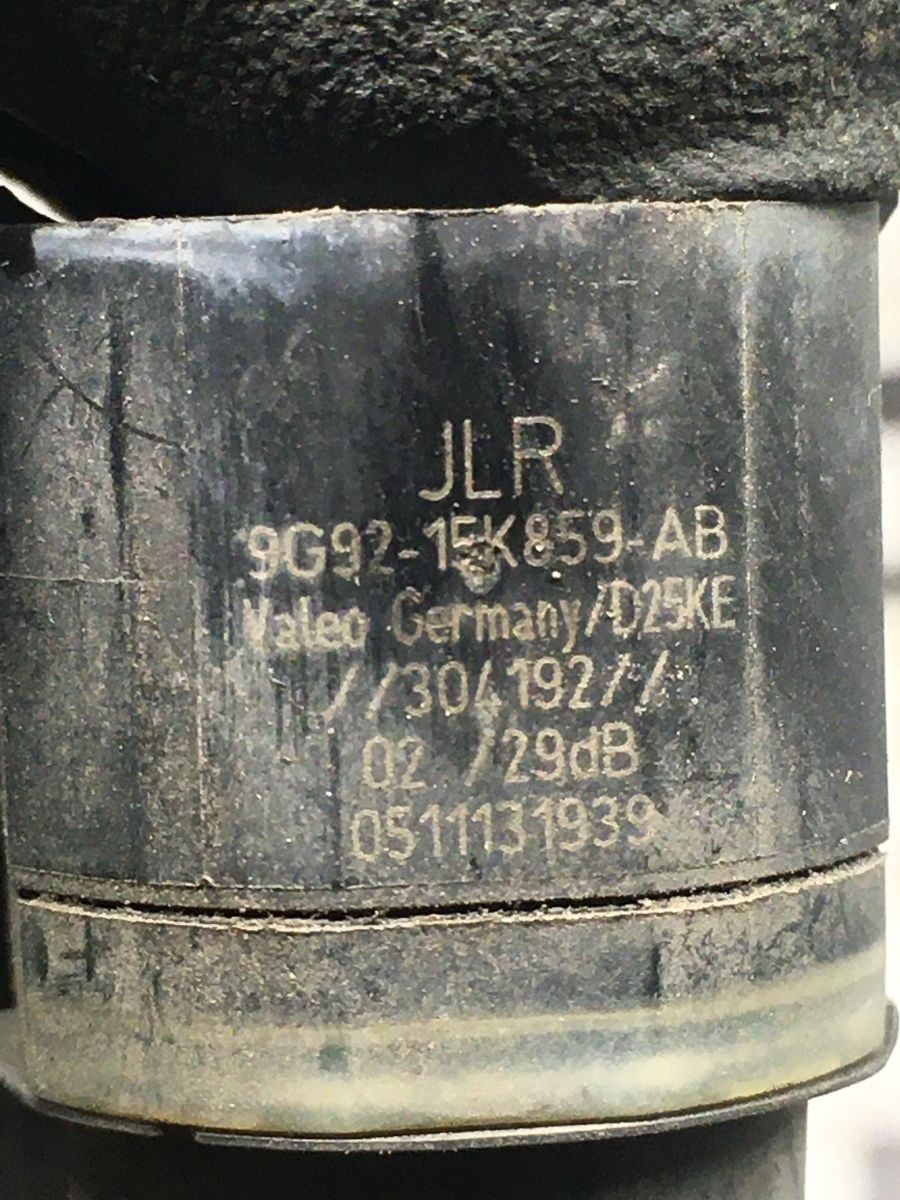 JLR
9G92-15K859-AB
Valeo Germany/D25KE
//304192//
02 /29dB
0511131939